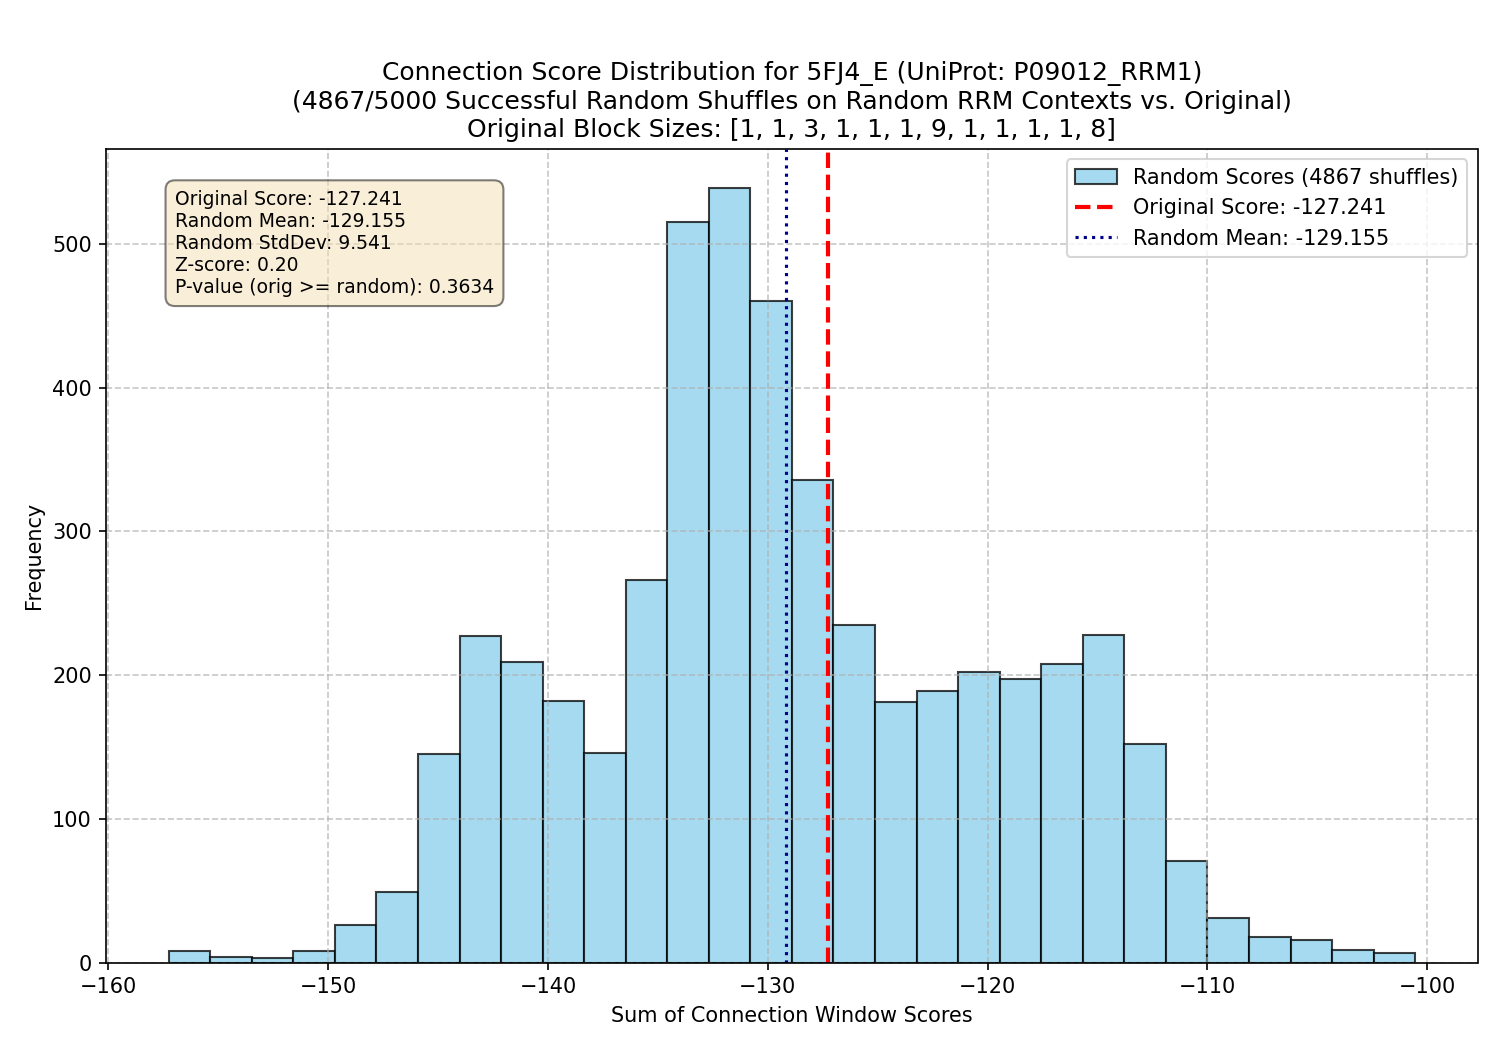 Connection Score Distribution for 5FJ4_E (UniProt: P09012_RRM1)
(4867/5000 Successful Random Shuffles on Random RRM Contexts vs. Original)
Original Block Sizes: [1, 1, 3, 1, 1, 1, 9, 1, 1, 1, 1, 8]
Original Score: -127.241
Random Mean: -129.155
Random StdDev: 9.541
Z-score: 0.20
P-value (orig >= random): 0.3634
Random Scores (4867 shuffles)
Original Score: -127.241
Random Mean: -129.155
Frequency
500
400
300
200
100
0
−160 −150 −140 −130 −120 −110 −100
Sum of Connection Window Scores